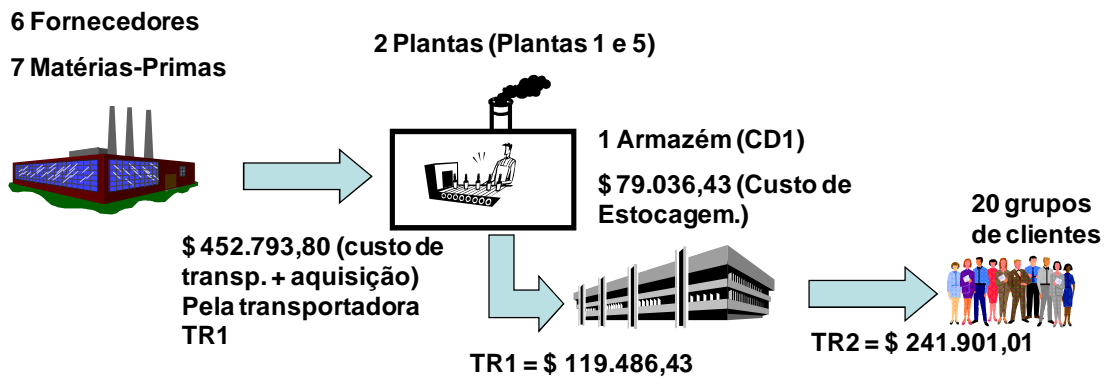 6 Fornecedores
7 Matérias-Primas
2 Plantas (Plantas 1 e 5)
1 Armazém (CD1)
$ 79.036,43 (Custo de
Estocagem.)
20 grupos
de clientes
$ 452.793,80 (custo de
transp. + aquisição)
Pela transportadora
TR1
TR1 = $ 119.486,43
TR2 = $ 241.901,01